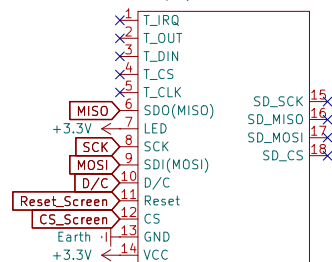 1 T_IRQ
2 T_OUT
3 T_DIN
4 T_CS
5 T_CLK
MISO 6 SDO(MISO)
+3.3V 7 LED
SCK 8 SCK
MOSI 9 SDI(MOSI)
D/C 10 D/C
Reset_Screen 11 Reset
CS_Screen 12 CS
Earth 13 GND
+3.3V 14 VCC
SD_SCK 15
SD_MISO 16
SD_MOSI 17
SD_CS 18